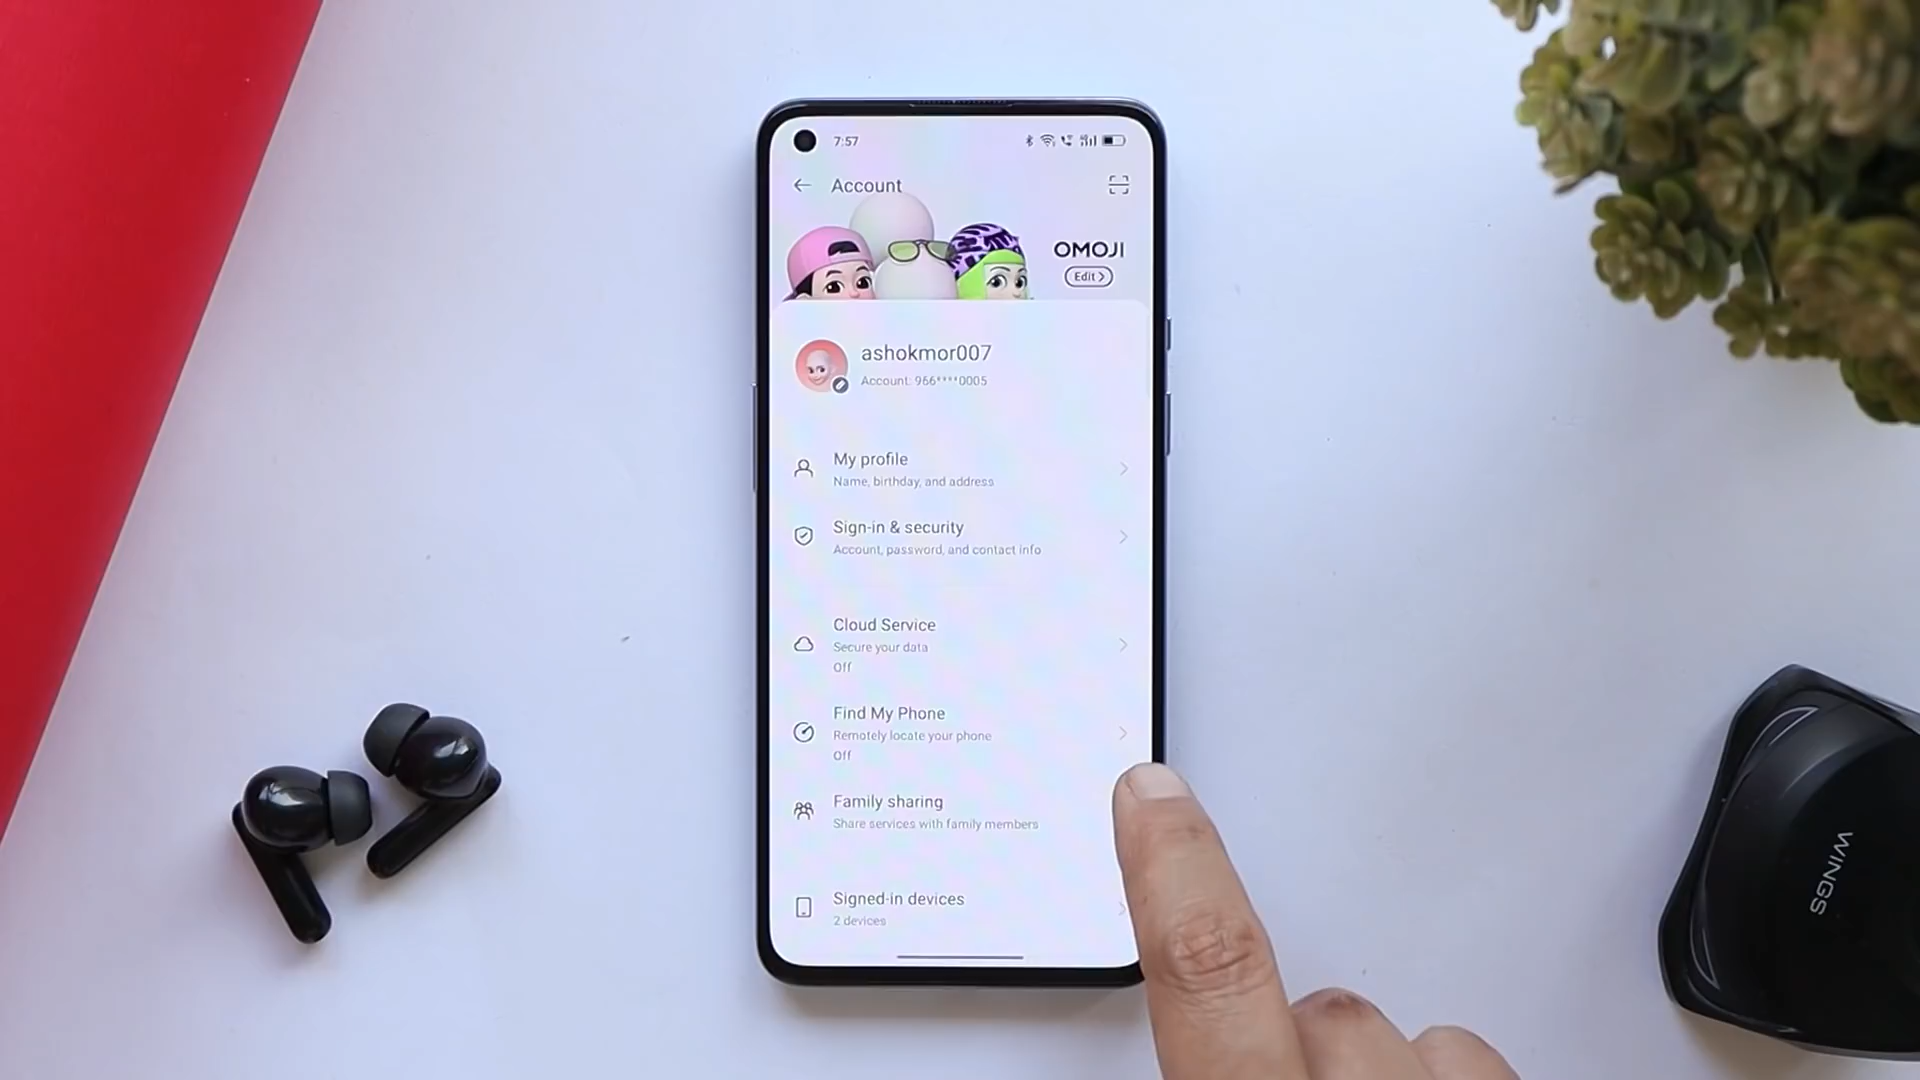 7:57
Account
OMOJI
Edit >
ashokmor007
Account: 966****0005
My profile
Name, birthday, and address
Sign-in & security
Account, password, and contact info
Cloud Service
Secure your data
Off
Find My Phone
Remotely locate your phone
Off
Family sharing
Share services with family members
Signed-in devices
2 devices
WINGS